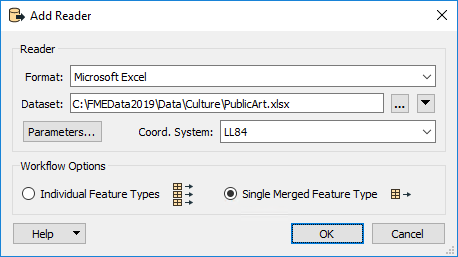 Add Reader
Reader
Format: Microsoft Excel
Dataset: C:\FMEData2019\Data\Culture\PublicArt.xlsx ...
Parameters... Coord. System: LL84
Workflow Options
Individual Feature Types Single Merged Feature Type
Help OK Cancel